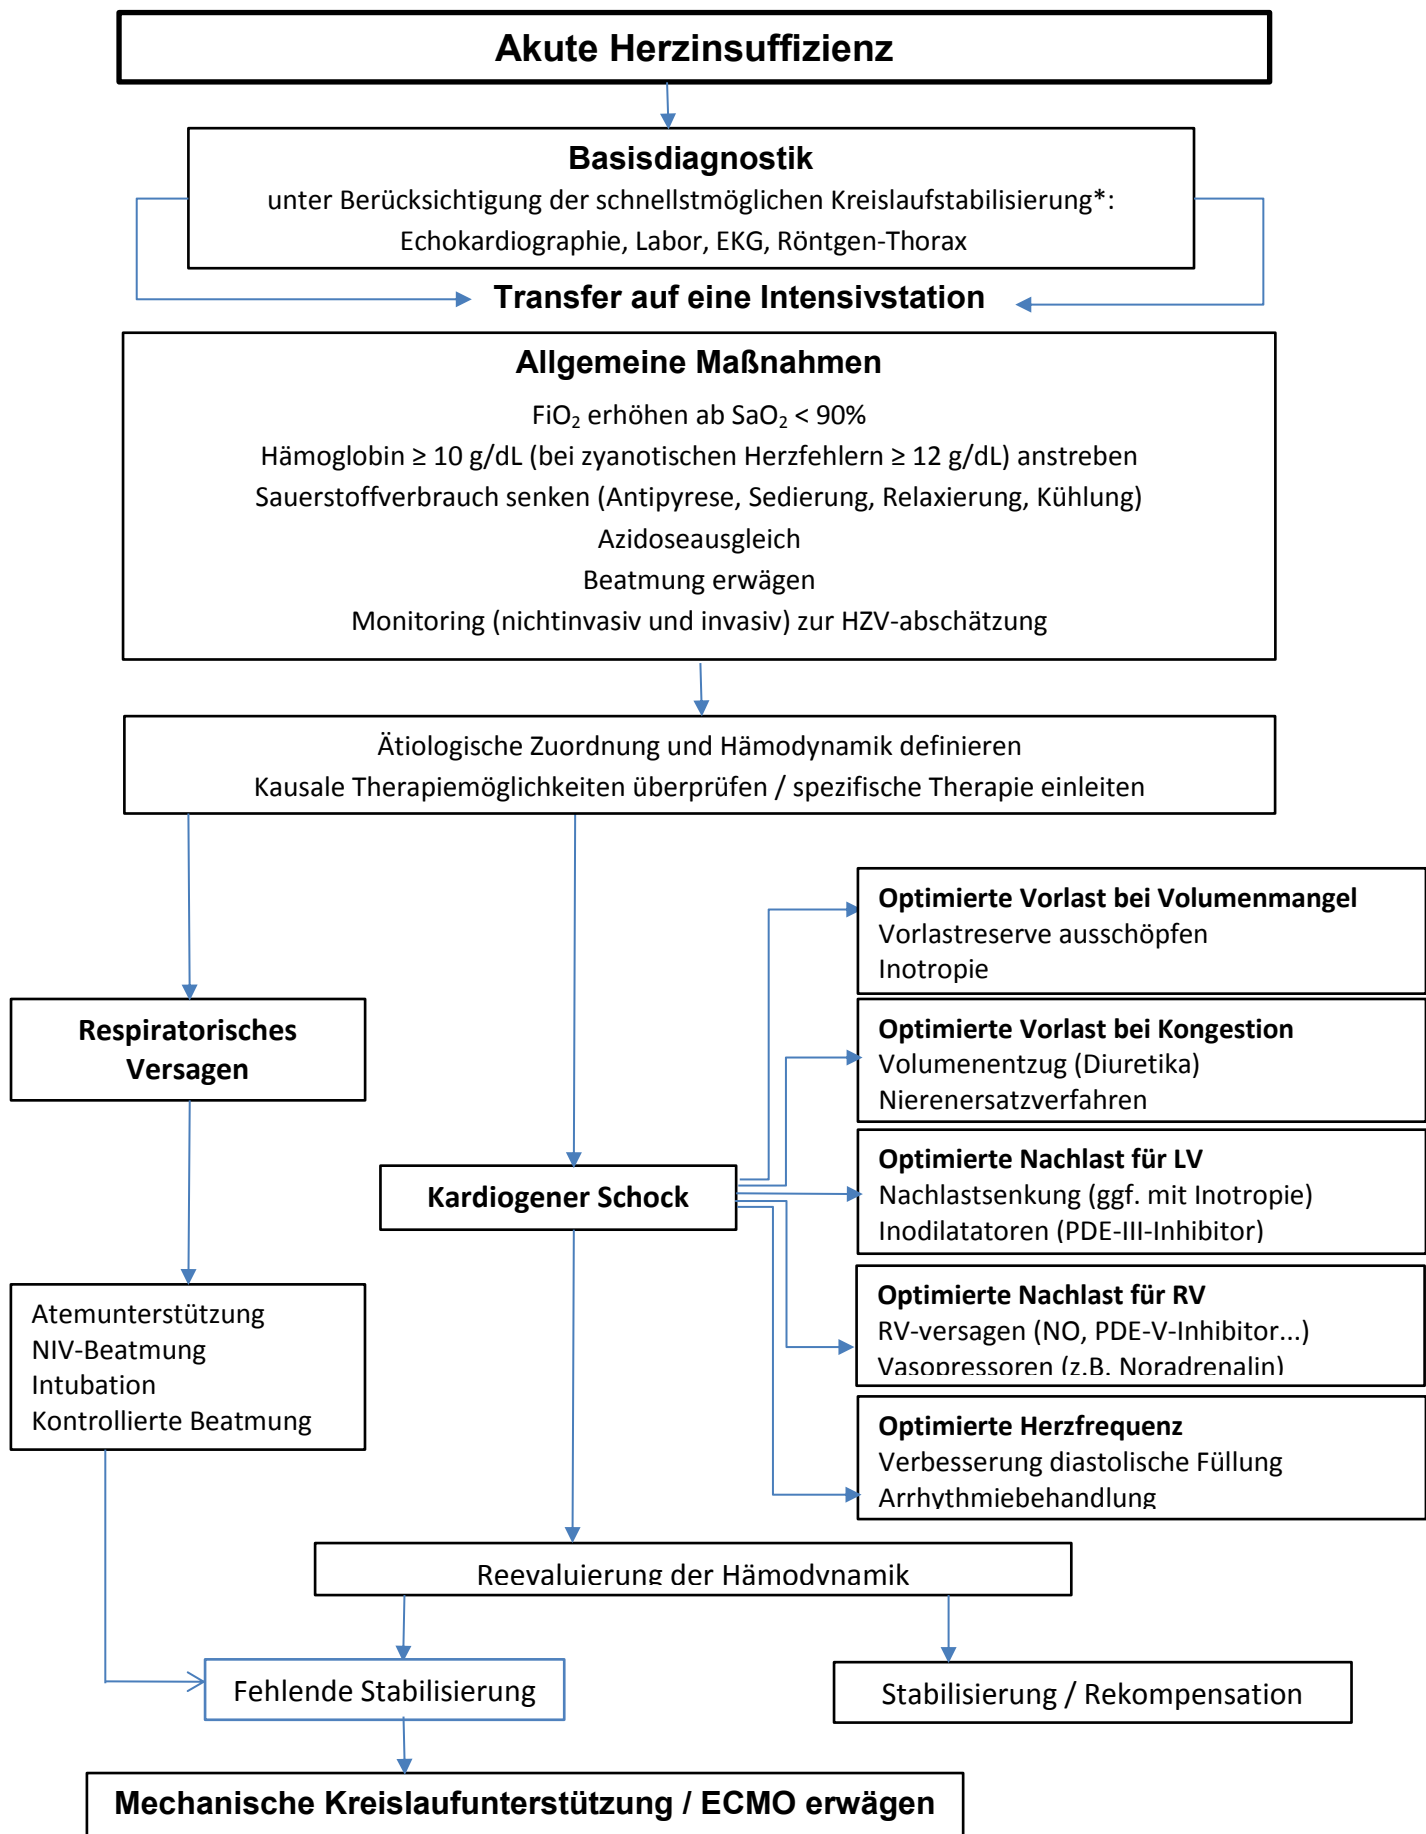 Akute Herzinsuffizienz
Basisdiagnostik
unter Berücksichtigung der schnellstmöglichen Kreislaufstabilisierung*:
Echokardiographie, Labor, EKG, Röntgen-Thorax
Transfer auf eine Intensivstation
Allgemeine Maßnahmen
FiO₂ erhöhen ab SaO₂ < 90%
Hämoglobin ≥ 10 g/dL (bei zyanotischen Herzfehlern ≥ 12 g/dL) anstreben
Sauerstoffverbrauch senken (Antipyrese, Sedierung, Relaxierung, Kühlung)
Azidoseausgleich
Beatmung erwägen
Monitoring (nichtinvasiv und invasiv) zur HZV-abschätzung
Ätiologische Zuordnung und Hämodynamik definieren
Kausale Therapiemöglichkeiten überprüfen / spezifische Therapie einleiten
Respiratorisches
Versagen
Atemunterstützung
NIV-Beatmung
Intubation
Kontrollierte Beatmung
Kardiogener Schock
Optimierte Vorlast bei Volumenmangel
Vorlastreserve ausschöpfen
Inotropie
Optimierte Vorlast bei Kongestion
Volumenentzug (Diuretika)
Nierenersatzverfahren
Optimierte Nachlast für LV
Nachlastsenkung (ggf. mit Inotropie)
Inodilatatoren (PDE-III-Inhibitor)
Optimierte Nachlast für RV
RV-versagen (NO, PDE-V-Inhibitor...)
Vasopressoren (z.B. Noradrenalin)
Optimierte Herzfrequenz
Verbesserung diastolische Füllung
Arrhythmiebehandlung
Reevaluierung der Hämodynamik
Fehlende Stabilisierung
Stabilisierung / Rekompensation
Mechanische Kreislaufunterstützung / ECMO erwägen